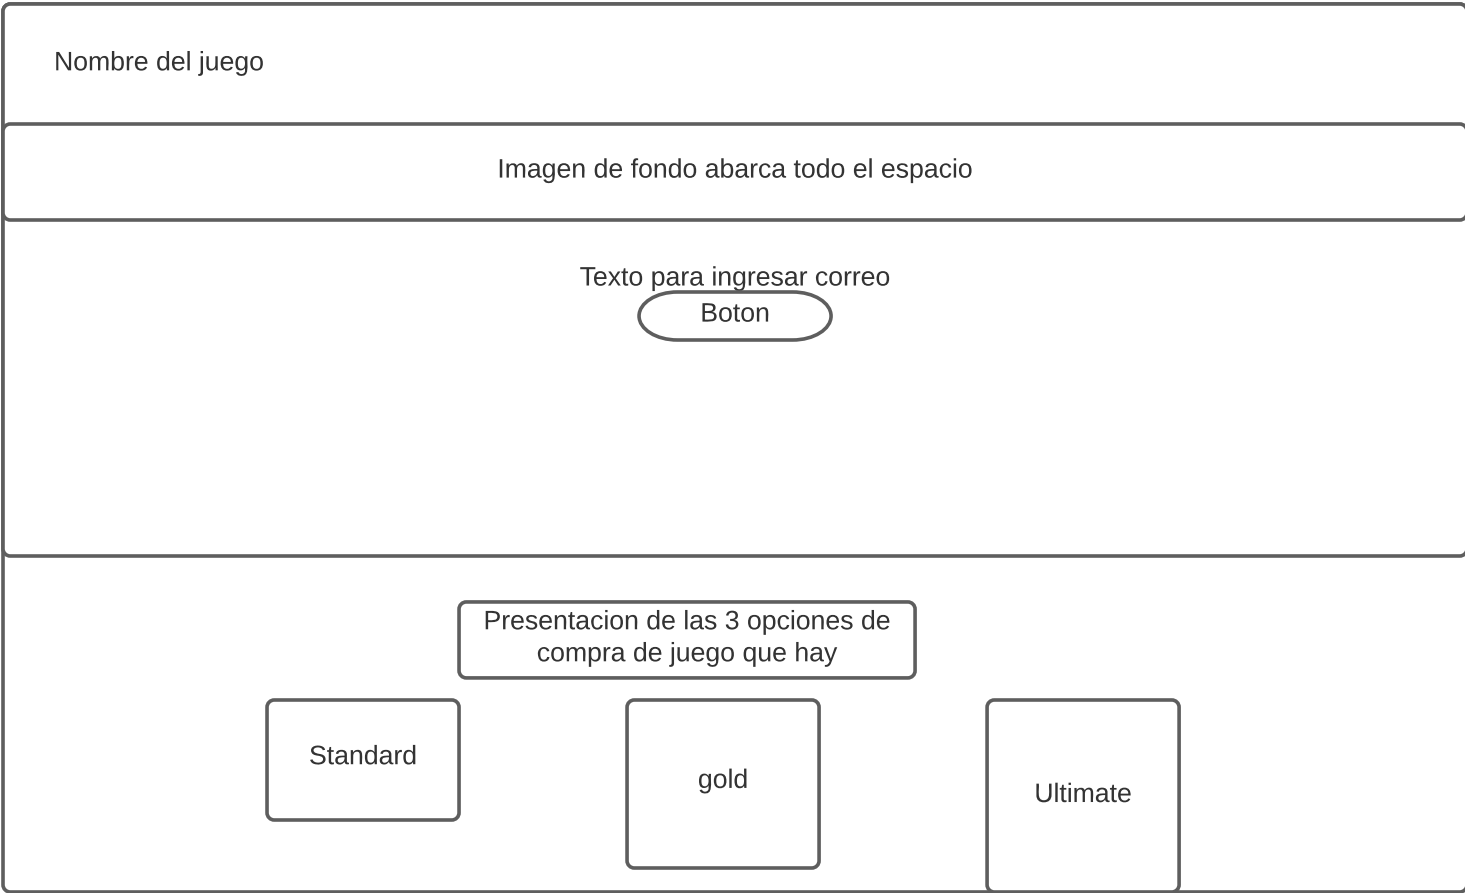 Nombre del juego
Imagen de fondo abarca todo el espacio
Texto para ingresar correo
Boton
Presentacion de las 3 opciones de
compra de juego que hay
Standard
gold
Ultimate